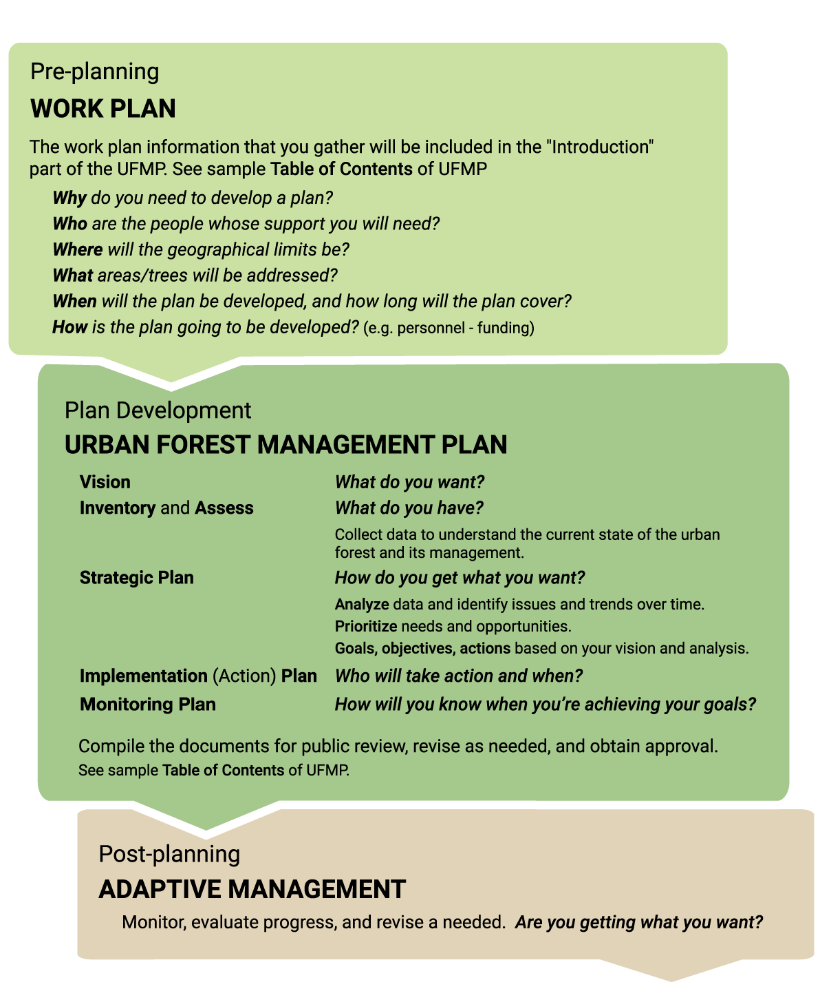 Pre-planning
WORK PLAN
The work plan information that you gather will be included in the "Introduction"
part of the UFMP. See sample Table of Contents of UFMP
Why do you need to develop a plan?
Who are the people whose support you will need?
Where will the geographical limits be?
What areas/trees will be addressed?
When will the plan be developed, and how long will the plan cover?
How is the plan going to be developed? (e.g. personnel - funding)
Plan Development
URBAN FOREST MANAGEMENT PLAN
Vision What do you want?
Inventory and Assess What do you have?
Collect data to understand the current state of the urban
forest and its management.
Strategic Plan How do you get what you want?
Analyze data and identify issues and trends over time.
Prioritize needs and opportunities.
Goals, objectives, actions based on your vision and analysis.
Implementation (Action) Plan Who will take action and when?
Monitoring Plan How will you know when you’re achieving your goals?
Compile the documents for public review, revise as needed, and obtain approval.
See sample Table of Contents of UFMP.
Post-planning
ADAPTIVE MANAGEMENT
Monitor, evaluate progress, and revise a needed. Are you getting what you want?